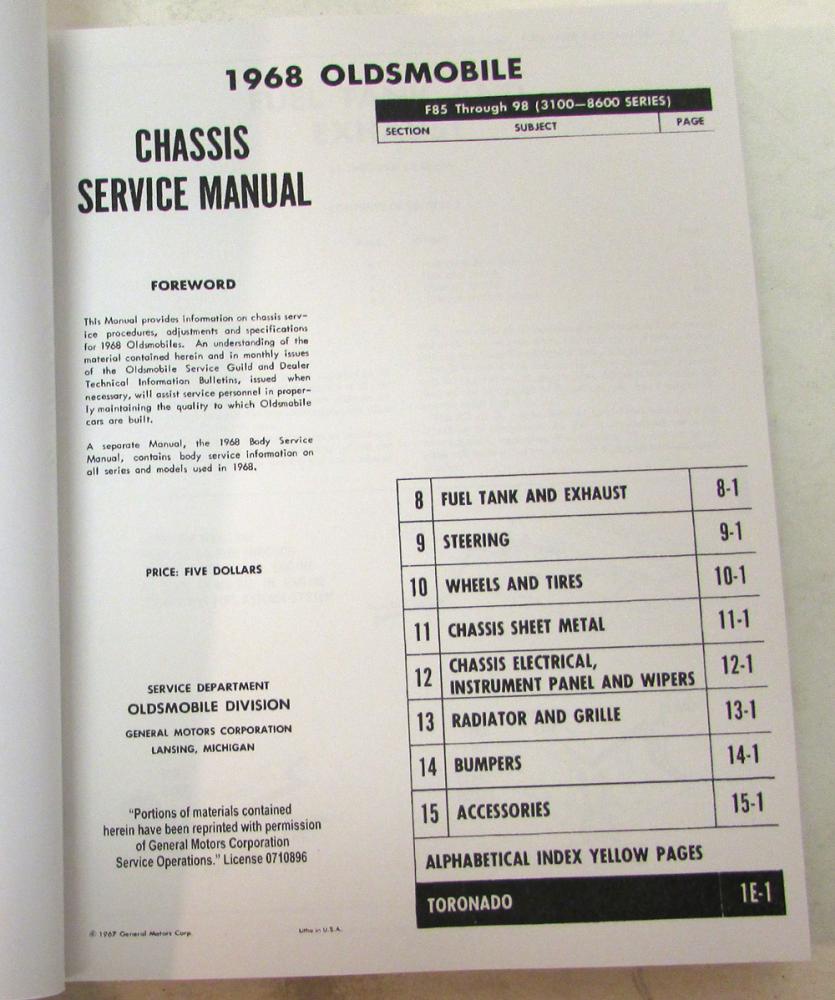 1968 OLDSMOBILE
CHASSIS
SERVICE MANUAL
FOREWORD
This Manual provides information on chassis serv-
ice procedures, adjustments and specifications
for 1968 Oldsmobiles. An understanding of the
material contained herein and in monthly issues
of the Oldsmobile Service Guild and Dealer
Technical Information Bulletins, issued when
necessary, will assist service personnel in proper-
ly maintaining the quality to which Oldsmobile
cars are built.
A separate Manual, the 1968 Body Service
Manual, contains body service information on
all series and models used in 1968.
PRICE: FIVE DOLLARS
SERVICE DEPARTMENT
OLDSMOBILE DIVISION
GENERAL MOTORS CORPORATION
LANSING, MICHIGAN
"Portions of materials contained
herein have been reprinted with permission
of General Motors Corporation
Service Operations." License 0710896
© 1967 General Motors Corp.
Litho in U.S.A.
F85 Through 98 (3100—8600 SERIES)
SECTION SUBJECT PAGE
8 FUEL TANK AND EXHAUST 8-1
9 STEERING 9-1
10 WHEELS AND TIRES 10-1
11 CHASSIS SHEET METAL 11-1
12 CHASSIS ELECTRICAL, 12-1
INSTRUMENT PANEL AND WIPERS
13 RADIATOR AND GRILLE 13-1
14 BUMPERS 14-1
15 ACCESSORIES 15-1
ALPHABETICAL INDEX YELLOW PAGES
TORONADO 1E-1